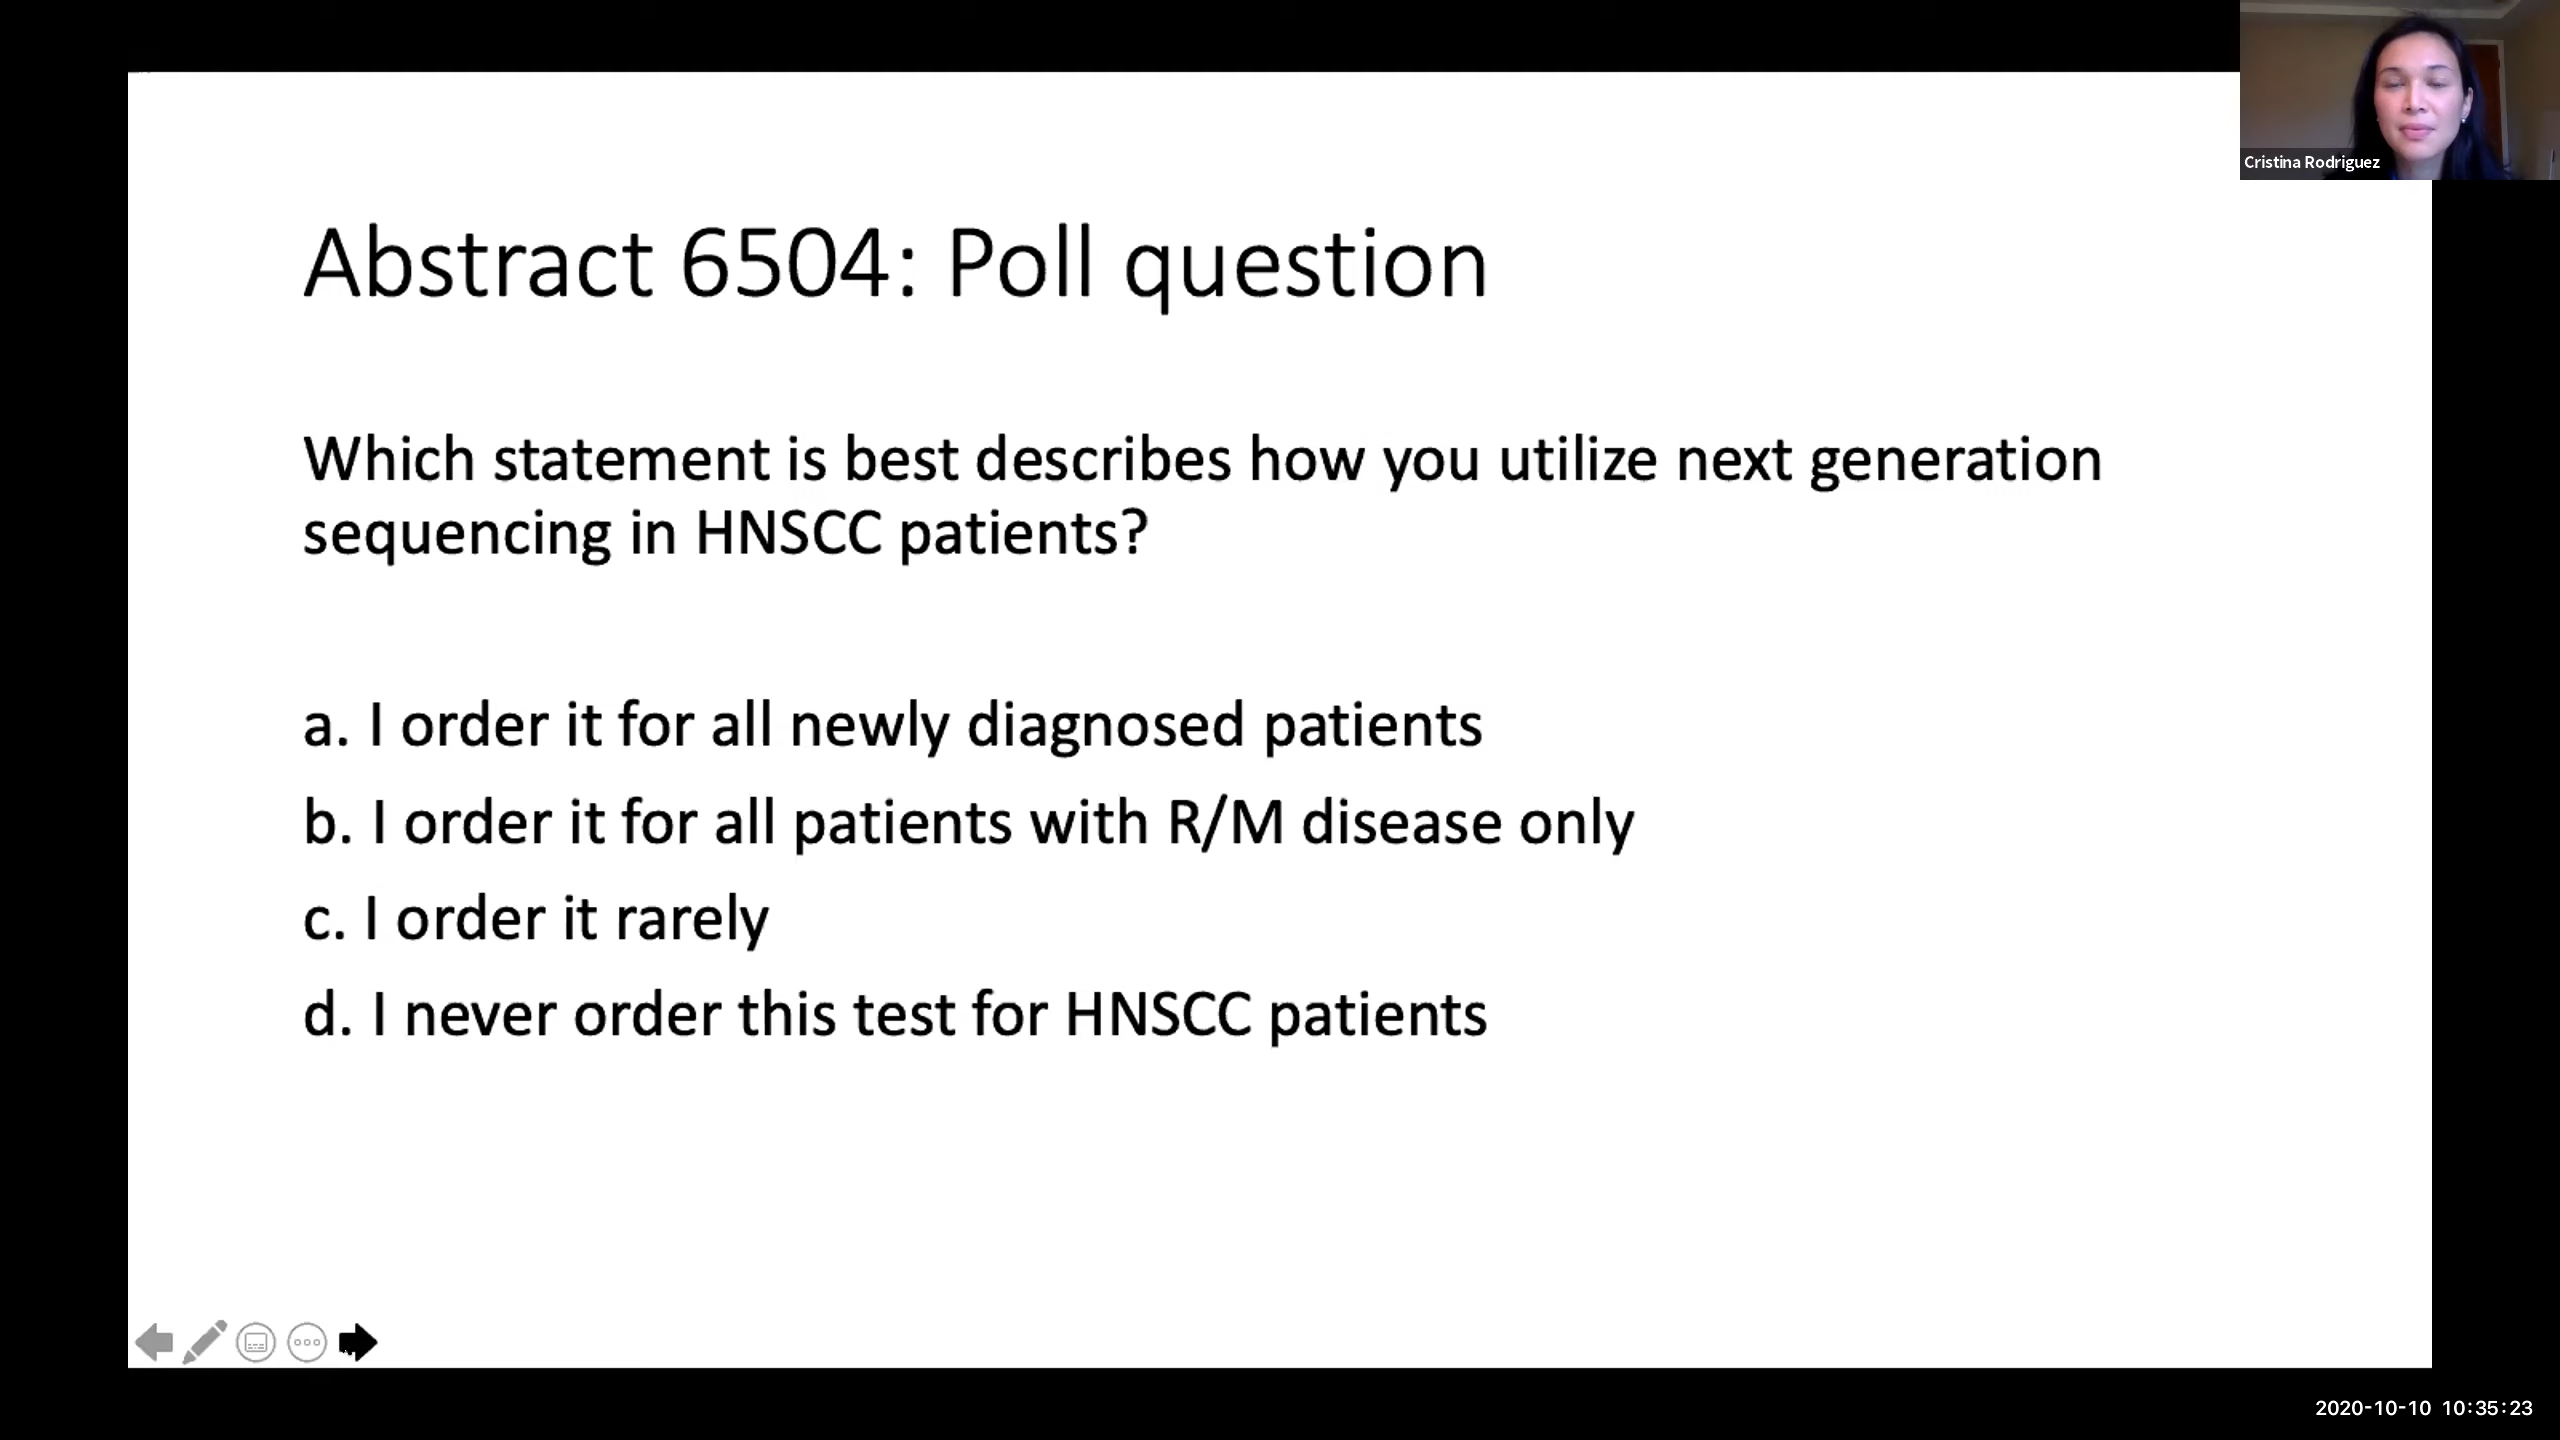 Cristina Rodriguez
Abstract 6504: Poll question
Which statement is best describes how you utilize next generation
sequencing in HNSCC patients?
a. I order it for all newly diagnosed patients
b. I order it for all patients with R/M disease only
c. I order it rarely
d. I never order this test for HNSCC patients
2020-10-10 10:35:23